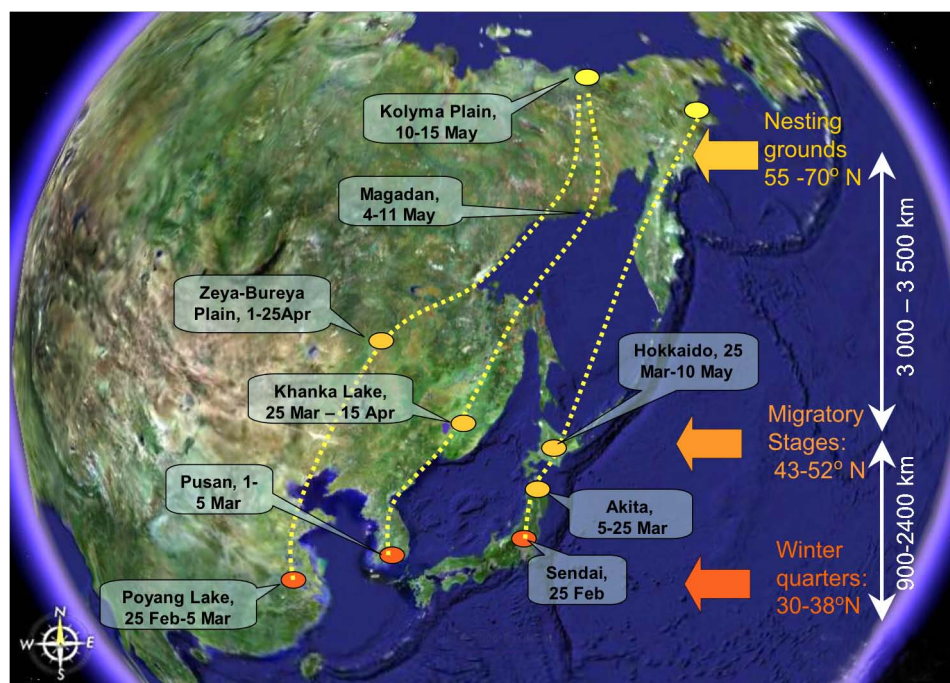 Kolyma Plain,
10-15 May
Nesting
grounds
55 -70º N
Magadan,
4-11 May
3 000 – 3 500 km
Zeya-Bureya
Plain, 1-25Apr
Hokkaido, 25
Mar-10 May
Khanka Lake,
25 Mar – 15 Apr
Migratory
Stages:
43-52º N
Pusan, 1-
5 Mar
Akita,
5-25 Mar
900-2400 km
Winter
quarters:
30-38ºN
Sendai,
25 Feb
Poyang Lake,
25 Feb-5 Mar
N
W
E
S